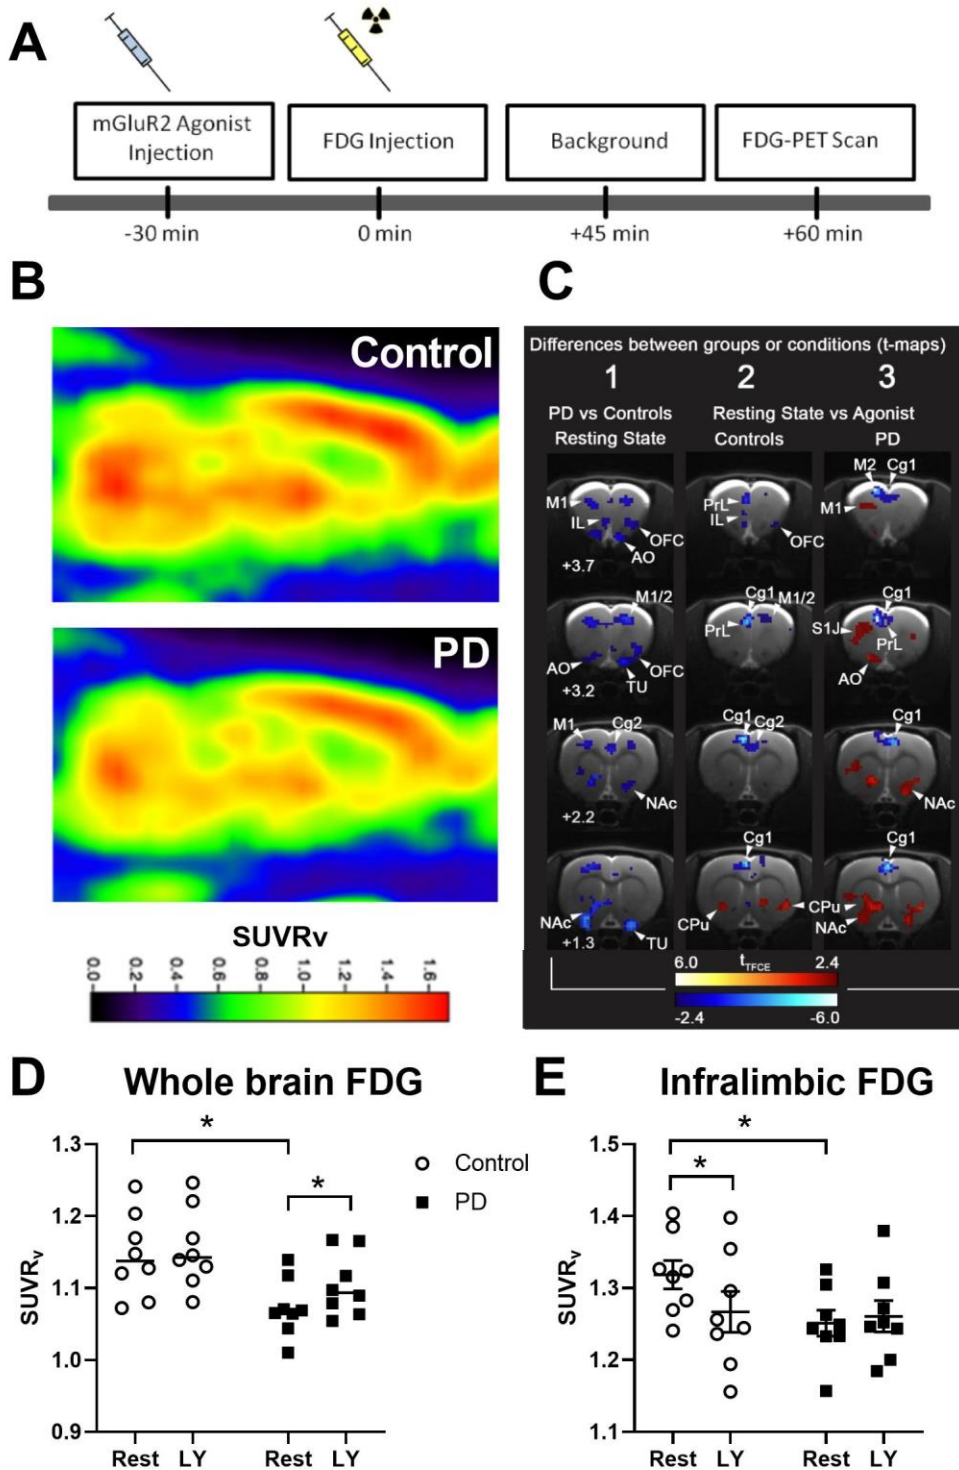 A
mGluR2 Agonist
Injection
FDG Injection
Background
FDG-PET Scan
-30 min
0 min
+45 min
+60 min
B
Control
PD
SUVRv
0.0
0.2
0.4
0.6
0.8
1.0
1.2
1.4
1.6
C
Differences between groups or conditions (t-maps)
1 2 3
PD vs Controls Resting State vs Agonist
Resting State Controls PD
M1
IL
OFC
AO
+3.7
PrL
IL
OFC
M2 Cg1
M1
M1/2
AO
OFC
TU
+3.2
Cg1 M1/2
PrL
Cg1
S1J
PrL
AO
M1 Cg2
NAc
+2.2
Cg1
Cg2
Cg1
NAc
NAc
TU
+1.3
Cg1
CPu
CPu
Cg1
NAc
6.0 tTFCE 2.4
-2.4 -6.0
D Whole brain FDG
*
*
1.3
1.2
1.1
1.0
0.9
SUVRv
Rest LY Rest LY
Control
PD
E Infralimbic FDG
*
*
1.5
1.4
1.3
1.2
1.1
SUVRv
Rest LY Rest LY